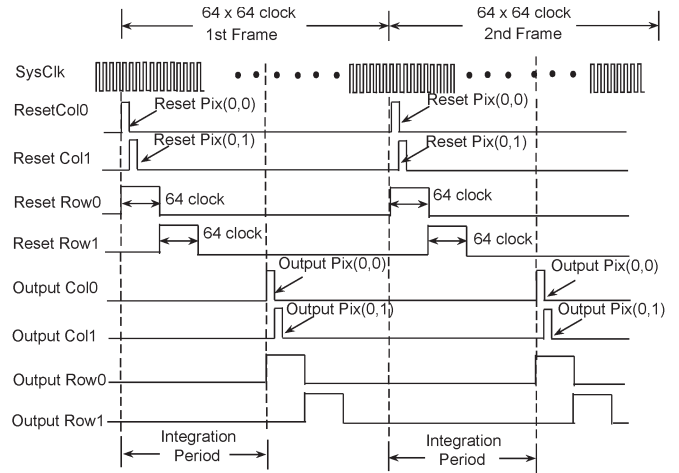 64 x 64 clock
1st Frame
64 x 64 clock
2nd Frame
SysClk
ResetCol0
Reset Pix(0,0)
Reset Pix(0,0)
Reset Col1
Reset Pix(0,1)
Reset Pix(0,1)
Reset Row0
64 clock
64 clock
Reset Row1
64 clock
64 clock
Output Col0
Output Pix(0,0)
Output Pix(0,0)
Output Col1
Output Pix(0,1)
Output Pix(0,1)
Output Row0
Output Row1
Integration
Period
Integration
Period